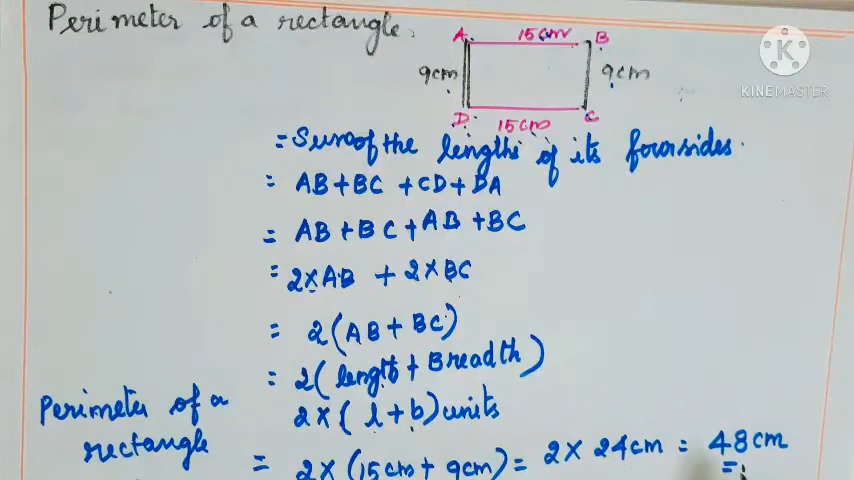 Perimeter of a rectangle.
A 15cm B
9cm 9cm
D 15cm C
KINEMASTER
= Sum of the lengths of its four sides.
= AB + BC + CD + DA
= AB + BC + AB + BC
= 2 × AB + 2 × BC
= 2 (AB + BC)
= 2 (length + Breadth)
2 × (l + b) units
Perimeter of a
rectangle
= 2 × (15cm + 9cm) = 2 × 24cm = 48cm